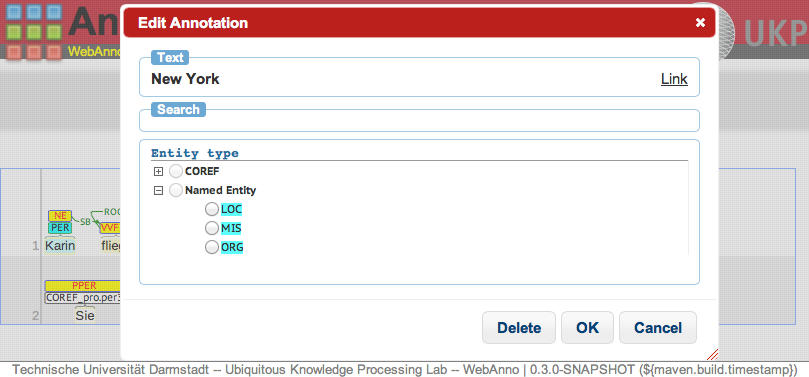 An
WebAnno
UKP
Edit Annotation
Text
New York
Link
Search
Entity type
COREF
Named Entity
LOC
MIS
ORG
NE
PER
SB
ROO
VVF
1 Karin flieg
PPER
COREF_pro.per3
2 Sie
Delete OK Cancel
Technische Universität Darmstadt -- Ubiquitous Knowledge Processing Lab -- WebAnno | 0.3.0-SNAPSHOT (${maven.build.timestamp})